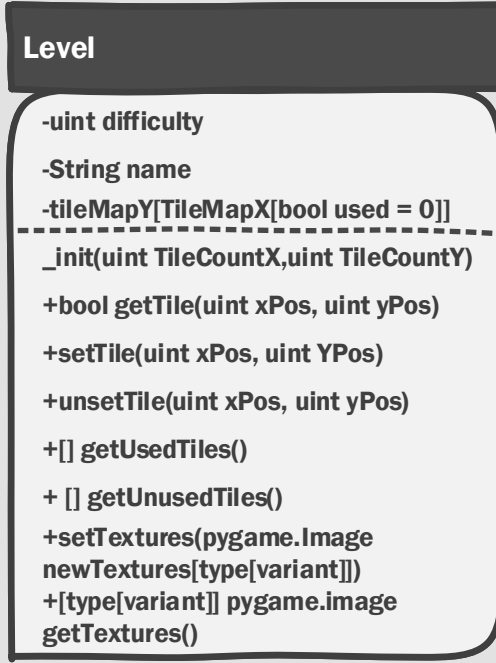 Level
-uint difficulty
-String name
-tileMapY[TileMapX[bool used = 0]]
_init(uint TileCountX,uint TileCountY)
+bool getTile(uint xPos, uint yPos)
+setTile(uint xPos, uint YPos)
+unsetTile(uint xPos, uint yPos)
+[] getUsedTiles()
+ [] getUnusedTiles()
+setTextures(pygame.Image
newTextures[type[variant]])
+[type[variant]] pygame.image
getTextures()